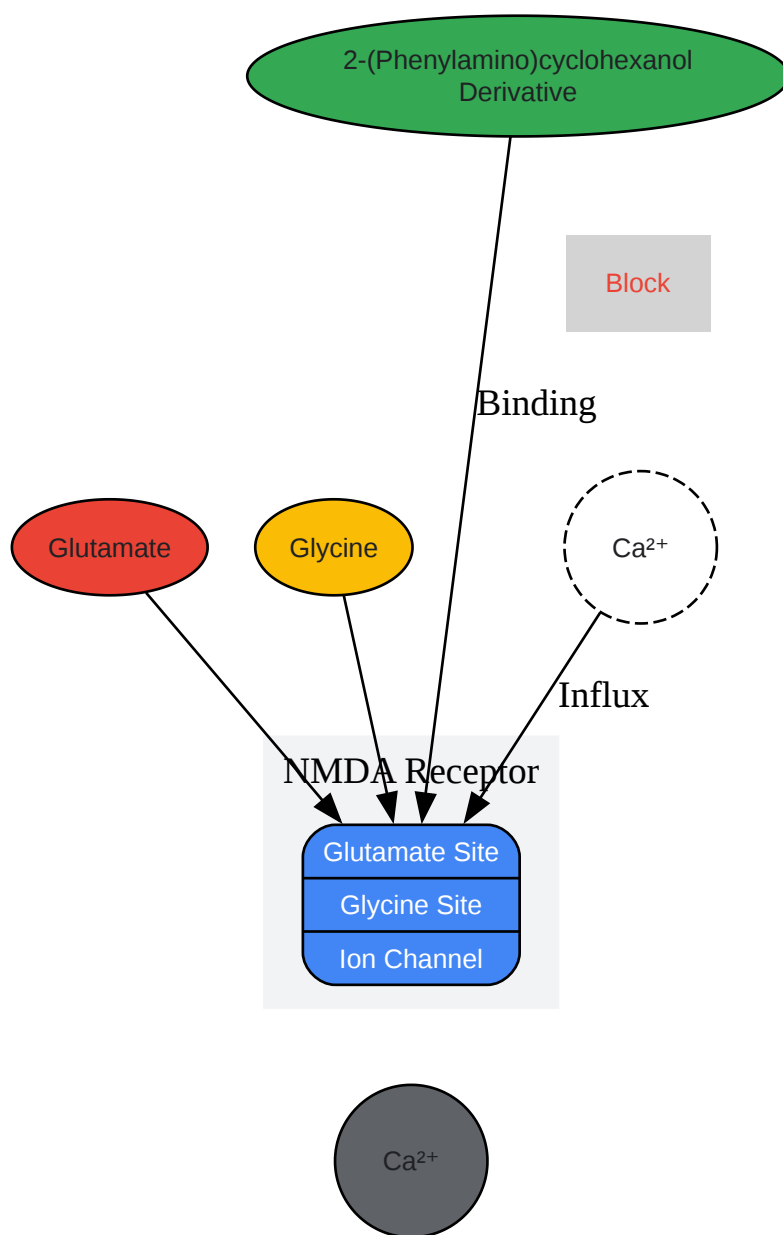 2-(Phenylamino)cyclohexanol
Derivative
Block
Binding
Glutamate
Glycine
Ca²⁺
Influx
NMDA Receptor
Glutamate Site
Glycine Site
Ion Channel
Ca²⁺